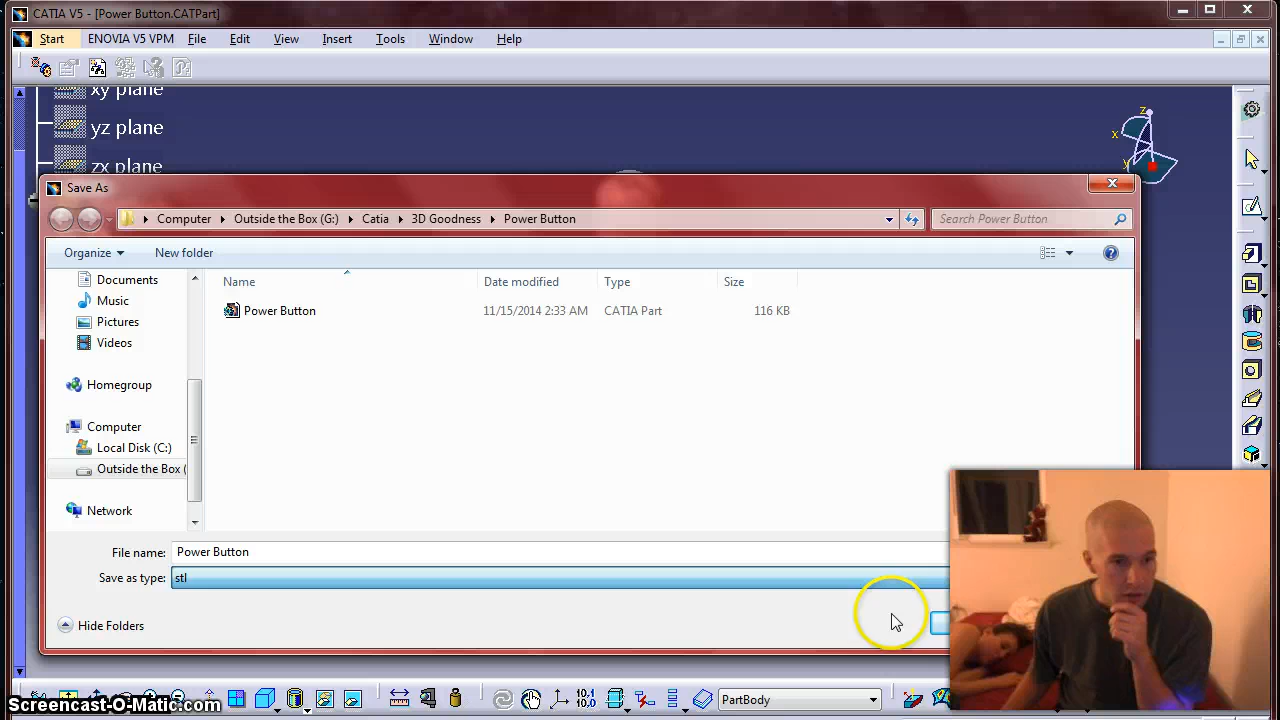 CATIA V5 - [Power Button.CATPart]
Start ENOVIA V5 VPM File Edit View Insert Tools Window Help
xy plane
yz plane
zx plane
z
x
y
Save As
Computer Outside the Box (G:) Catia 3D Goodness Power Button Search Power Button
Organize New folder
Name Date modified Type Size
Documents
Music
Pictures
Videos
Homegroup
Computer
Local Disk (C:)
Outside the Box (
Network
Power Button 11/15/2014 2:33 AM CATIA Part 116 KB
File name: Power Button
Save as type: stl
Hide Folders
10.1
PartBody
Screencast-O-Matic.com